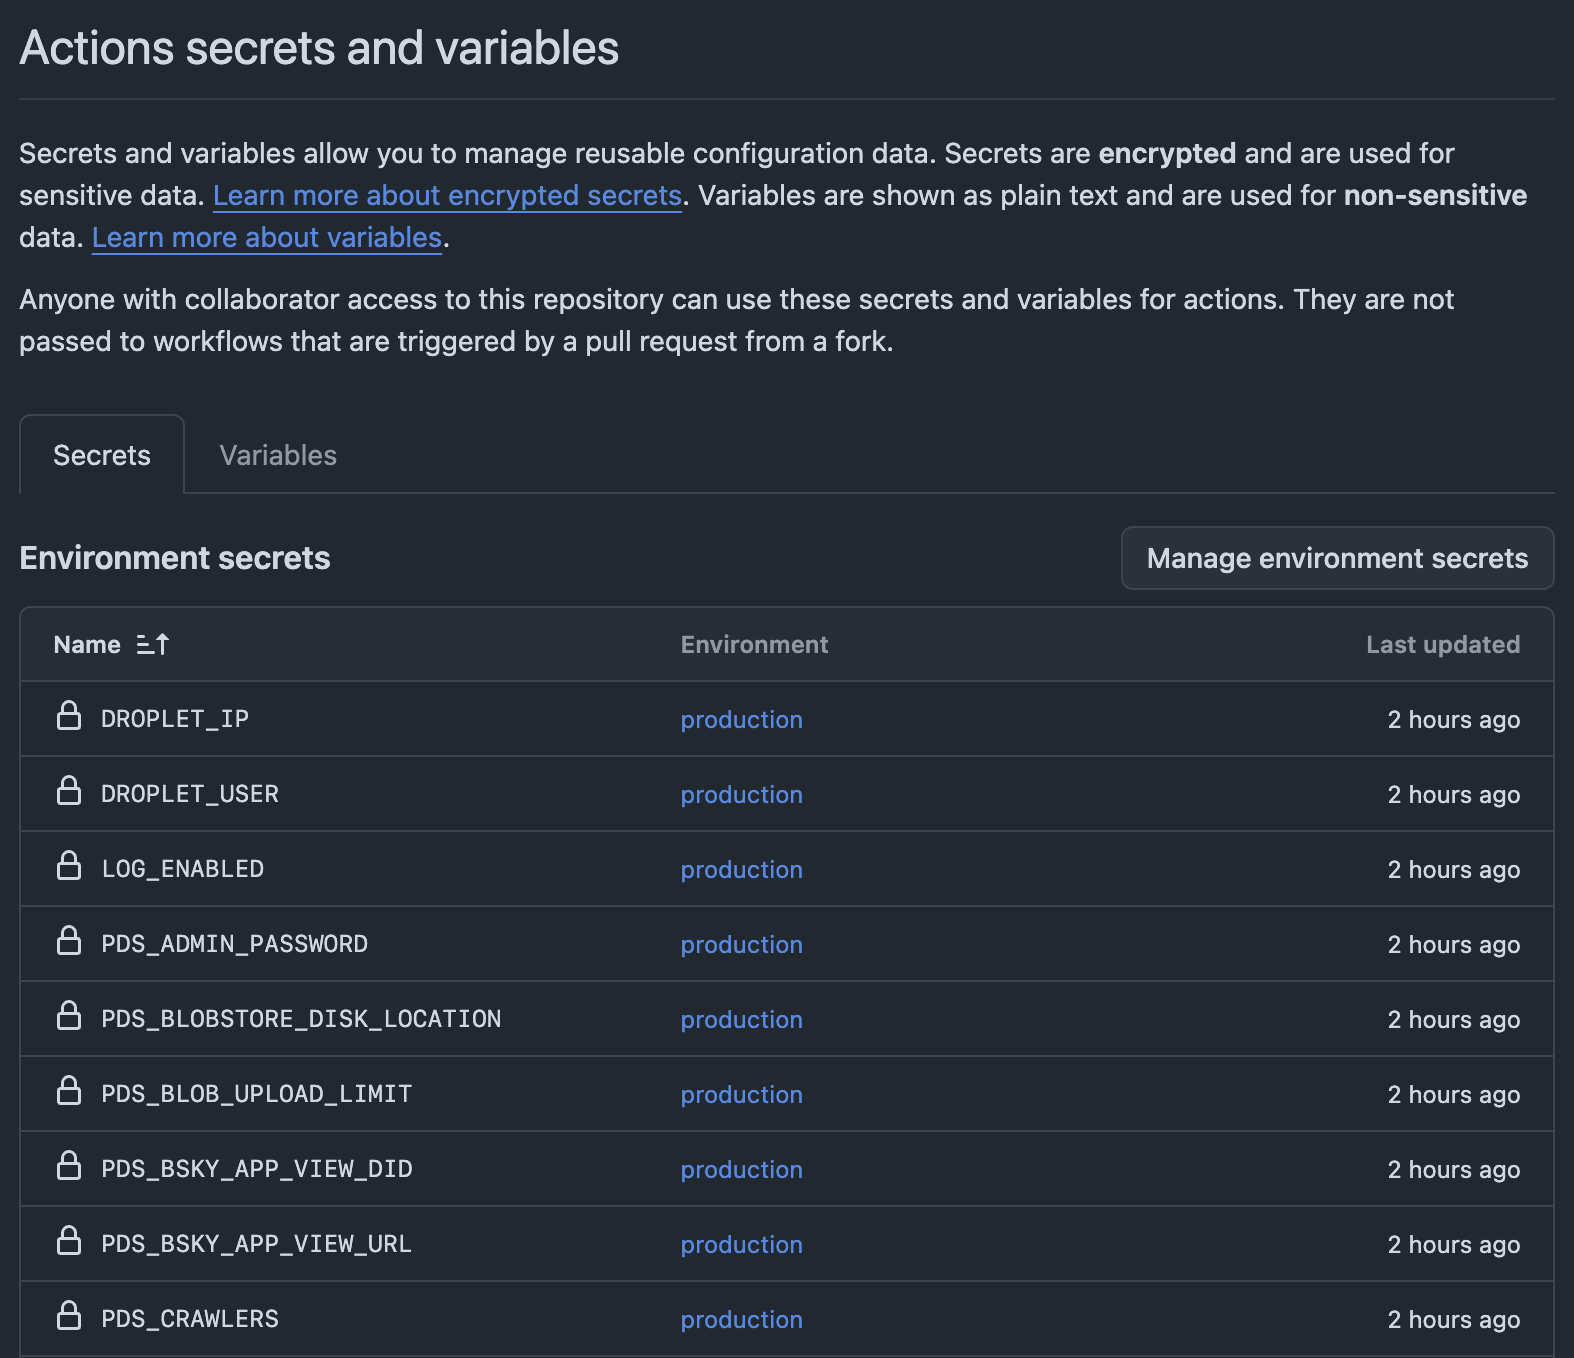 Actions secrets and variables
Secrets and variables allow you to manage reusable configuration data. Secrets are encrypted and are used for
sensitive data. Learn more about encrypted secrets. Variables are shown as plain text and are used for non-sensitive
data. Learn more about variables.
Anyone with collaborator access to this repository can use these secrets and variables for actions. They are not
passed to workflows that are triggered by a pull request from a fork.
Secrets Variables
Environment secrets Manage environment secrets
Name Environment Last updated
DROPLET_IP production 2 hours ago
DROPLET_USER production 2 hours ago
LOG_ENABLED production 2 hours ago
PDS_ADMIN_PASSWORD production 2 hours ago
PDS_BLOBSTORE_DISK_LOCATION production 2 hours ago
PDS_BLOB_UPLOAD_LIMIT production 2 hours ago
PDS_BSKY_APP_VIEW_DID production 2 hours ago
PDS_BSKY_APP_VIEW_URL production 2 hours ago
PDS_CRAWLERS production 2 hours ago